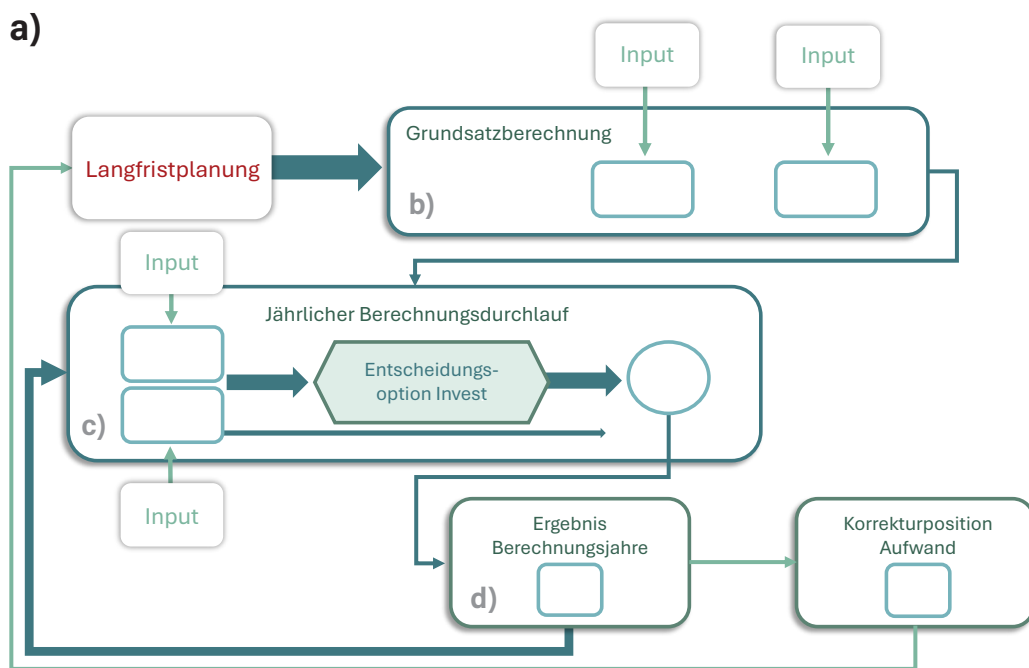 a)
Input
Input
Grundsatzberechnung
Langfristplanung
b)
Input
Jährlicher Berechnungsdurchlauf
Entscheidungs-
option Invest
c)
Input
Ergebnis
Berechnungsjahre
Korrekturposition
Aufwand
d)